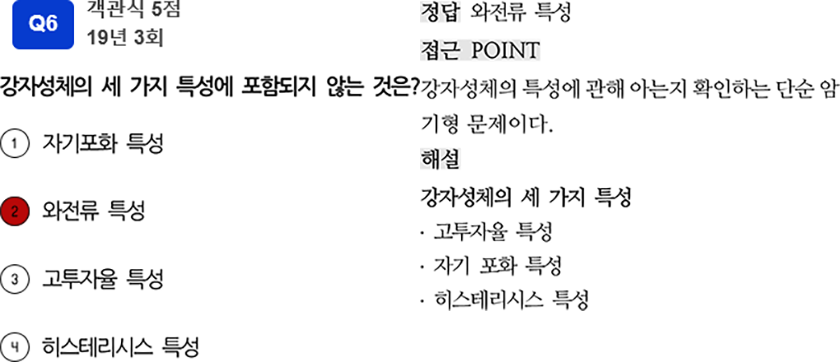 Q6
객관식 5점
19년 3회
강자성체의 세 가지 특성에 포함되지 않는 것은?
1 자기포화 특성
2 와전류 특성
3 고투자율 특성
4 히스테리시스 특성
정답 와전류 특성
접근 POINT
강자성체의 특성에 관해 아는지 확인하는 단순 암
기형 문제이다.
해설
강자성체의 세 가지 특성
· 고투자율 특성
· 자기 포화 특성
· 히스테리시스 특성